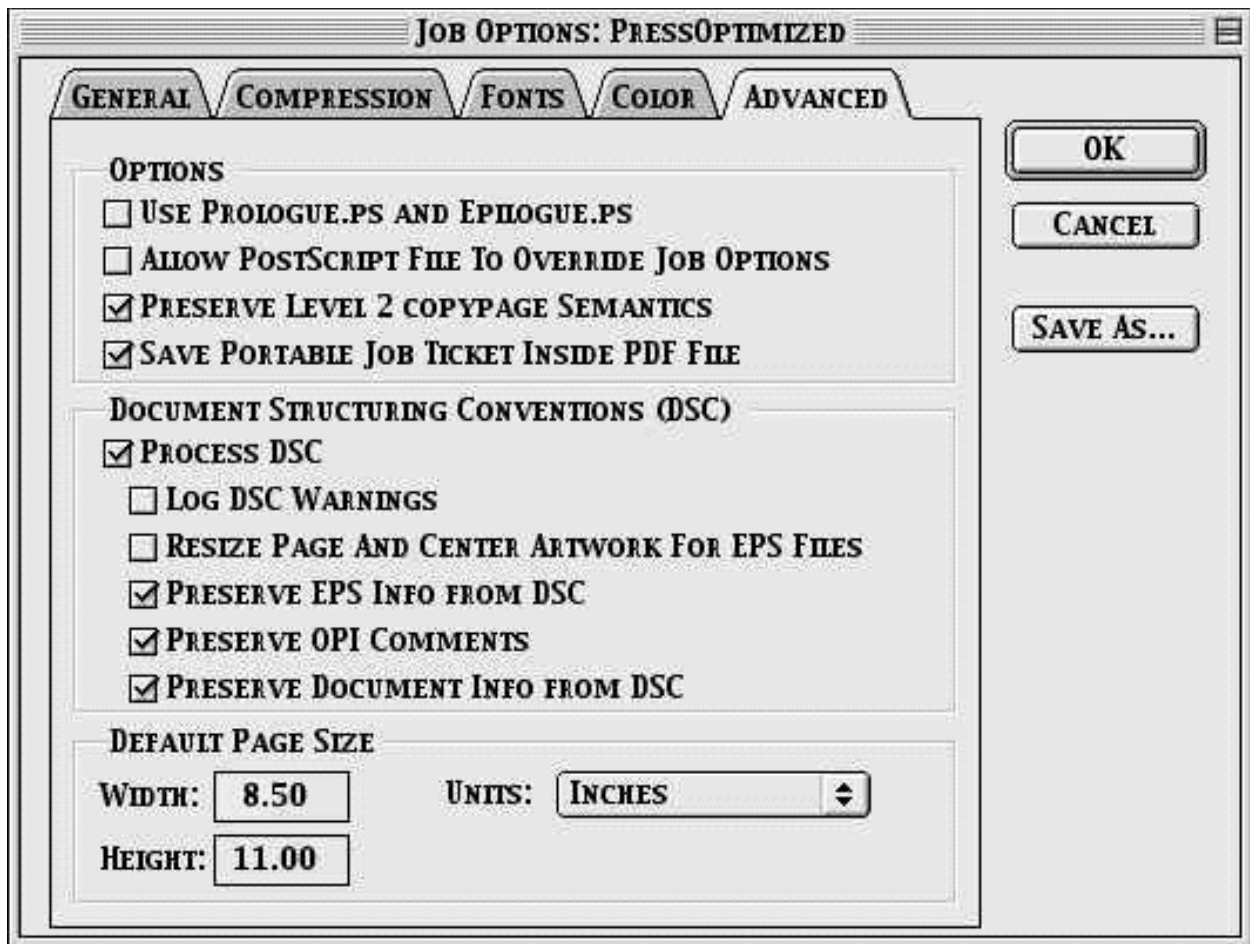 Job Options: PressOptimized
General Compression Fonts Color Advanced
Options
Use Prologue.ps and Epilogue.ps
Allow PostScript File To Override Job Options
Preserve Level 2 copypage Semantics
Save Portable Job Ticket Inside PDF File
Document Structuring Conventions (DSC)
Process DSC
Log DSC Warnings
Resize Page And Center Artwork For EPS Files
Preserve EPS Info from DSC
Preserve OPI Comments
Preserve Document Info from DSC
Default Page Size
Width: 8.50 Units: Inches
Height: 11.00
OK
Cancel
Save As...